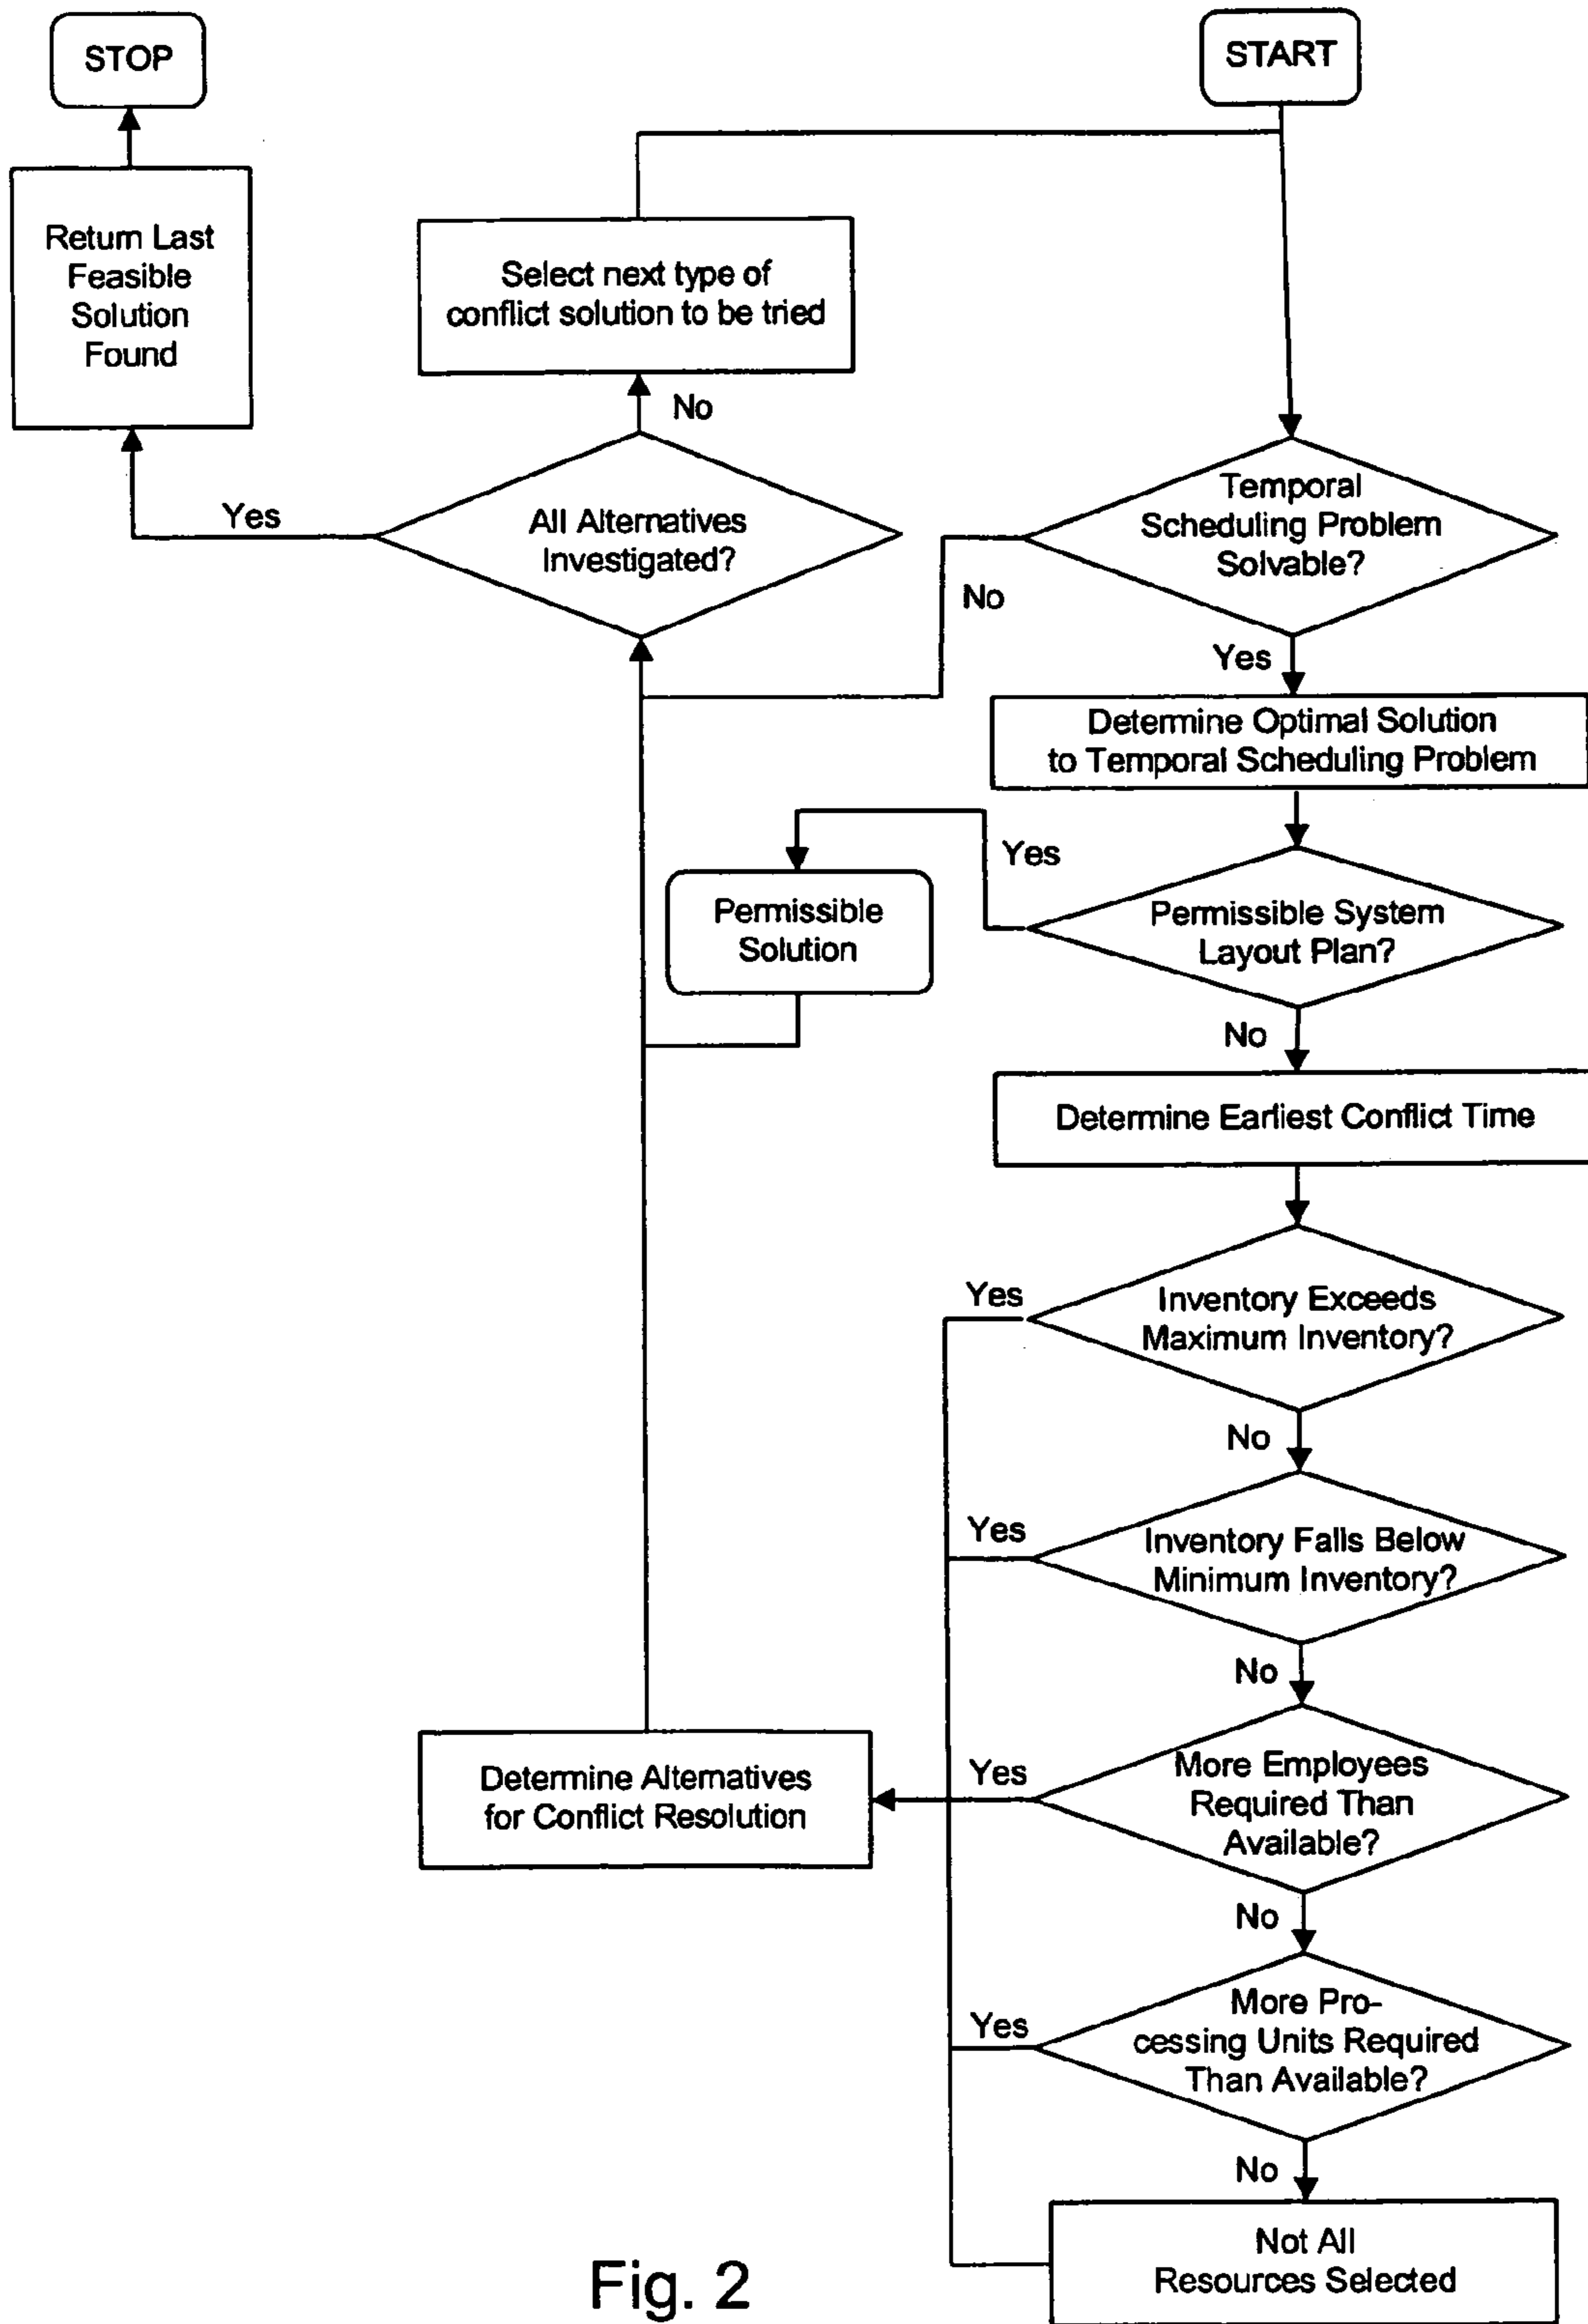 STOP
START
Return Last
Feasible
Solution
Found
Select next type of
conflict solution to be tried
No
Yes
All Alternatives
Investigated?
Temporal
Scheduling Problem
Solvable?
No
Yes
Determine Optimal Solution
to Temporal Scheduling Problem
Yes
Permissible
Solution
Permissible System
Layout Plan?
No
Determine Earliest Conflict Time
Yes
Inventory Exceeds
Maximum Inventory?
No
Yes
Inventory Falls Below
Minimum Inventory?
No
Determine Alternatives
for Conflict Resolution
Yes
More Employees
Required Than
Available?
No
Yes
More Pro-
cessing Units Required
Than Available?
No
Not All
Resources Selected
Fig. 2